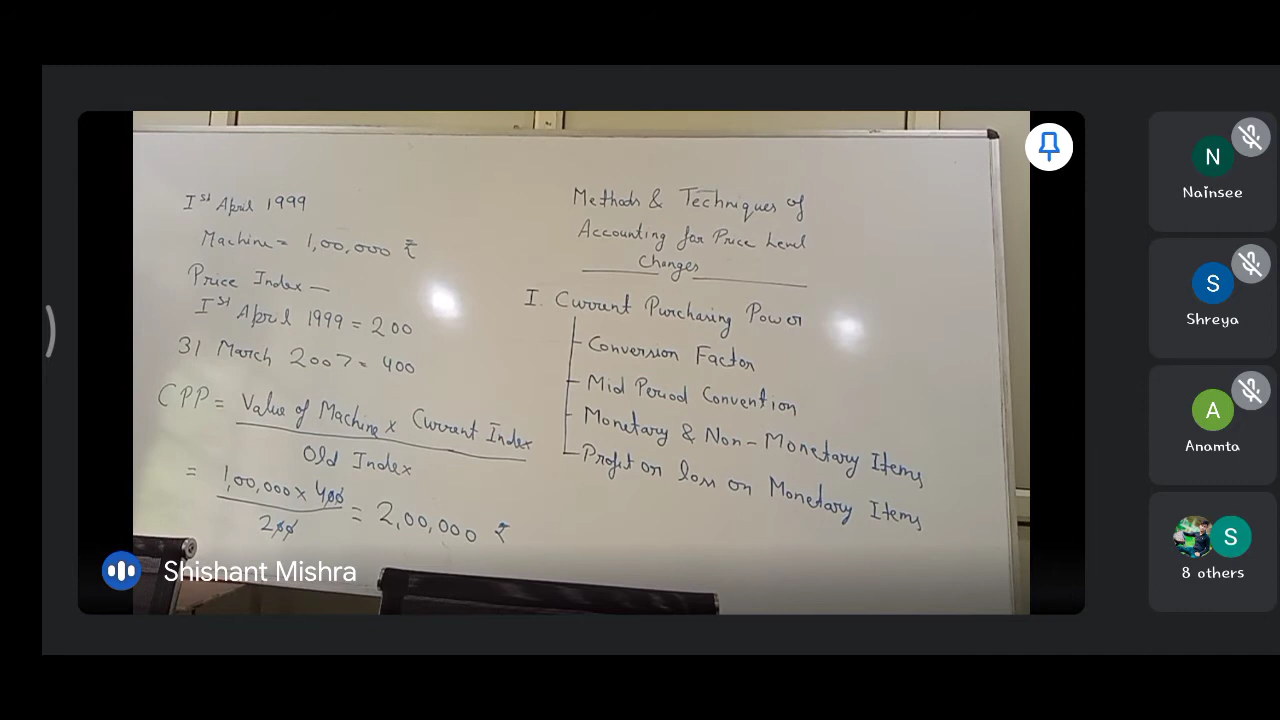 Ist April 1999
Machine = 1,00,000 ₹
Price Index —
Ist April 1999 = 200
31 March 2007 = 400
CPP = Value of Machine x Current Index
Old Index
= 1,00,000 x 400
200
= 2,00,000 ₹
Methods & Techniques of
Accounting for Price Level
Changes
I. Current Purchasing Power
Conversion Factor
Mid Period Convention
Monetary & Non-Monetary Items
Profit or loss on Monetary Items
Shishant Mishra
N
Nainsee
S
Shreya
A
Anamta
S
8 others